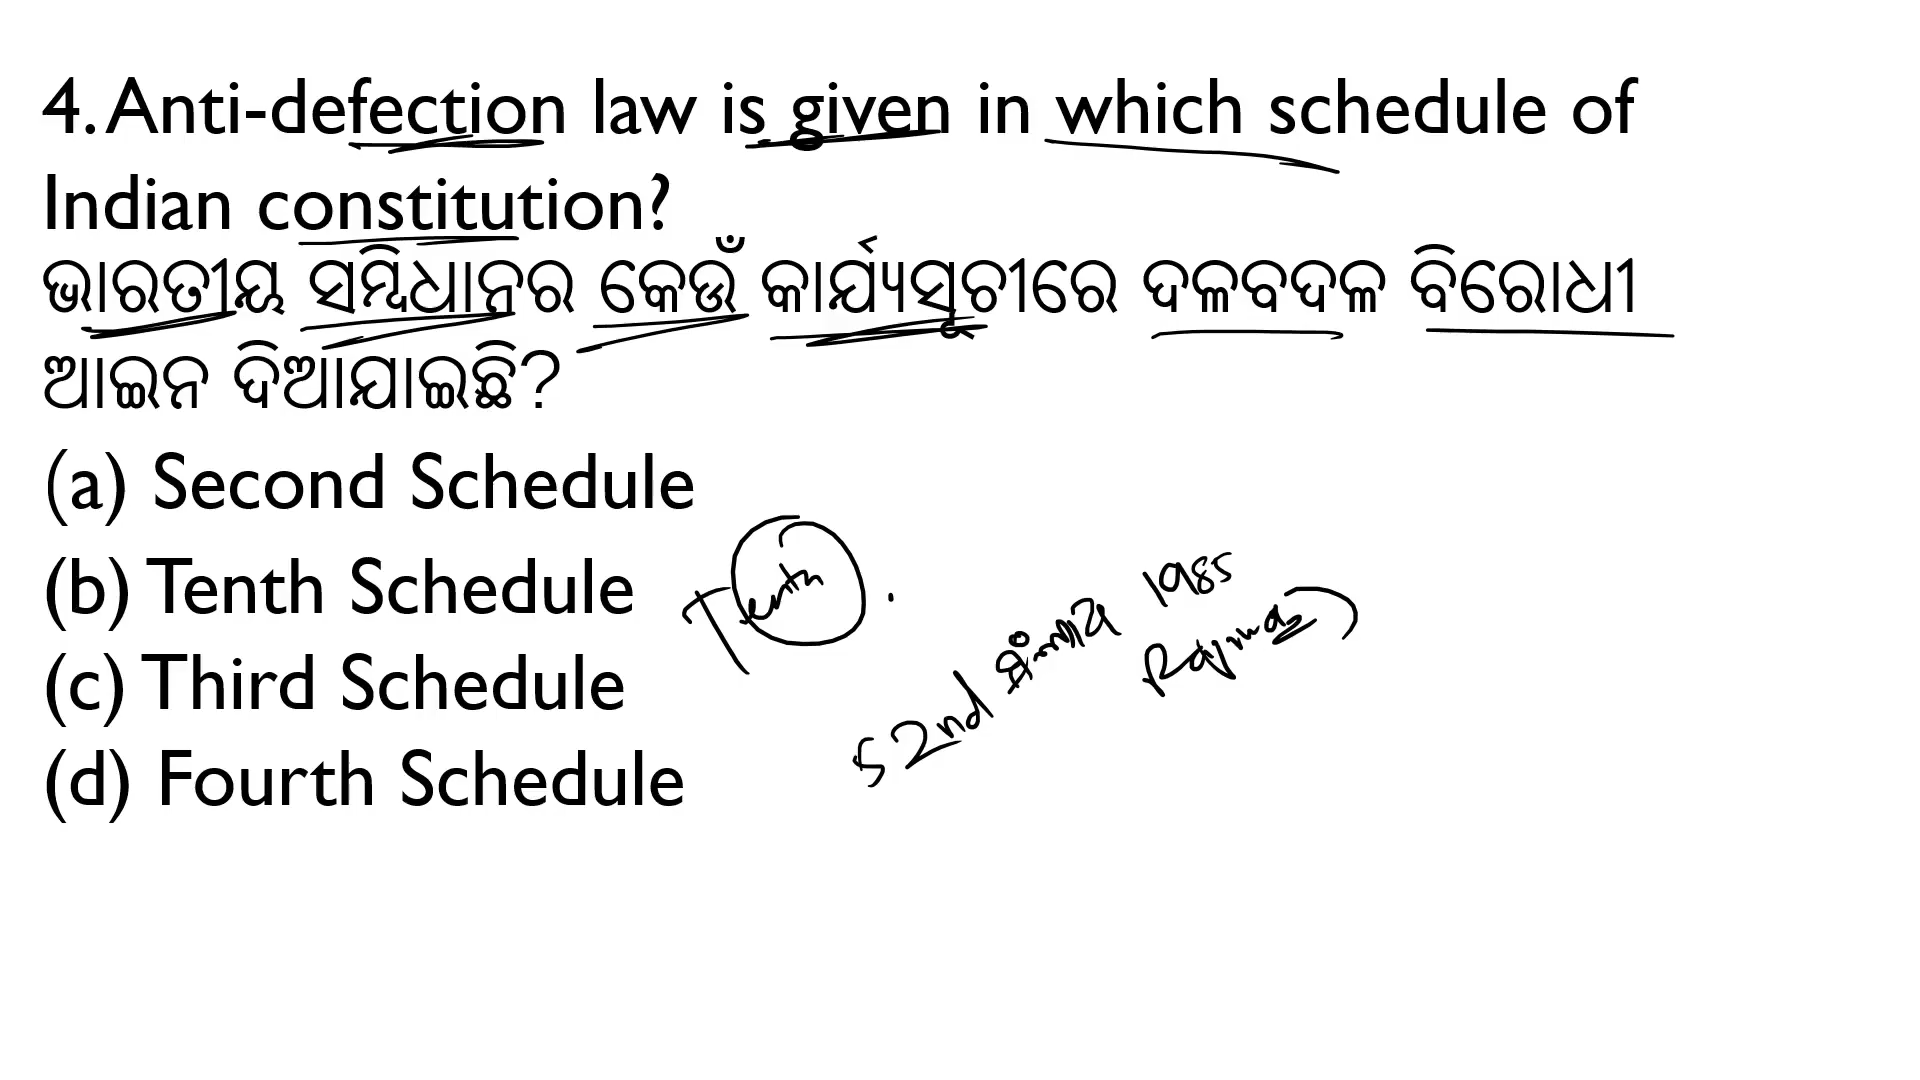 4. Anti-defection law is given in which schedule of
Indian constitution?
ଭାରତୀୟ ସମ୍ବିଧାନର କେଉଁ କାର୍ଯ୍ୟସୂଚୀରେ ଦଳବଦଳ ବିରୋଧୀ
ଆଇନ ଦିଆଯାଇଛି?
(a) Second Schedule
(b) Tenth Schedule
Tenth
(c) Third Schedule
(d) Fourth Schedule
52nd 1985